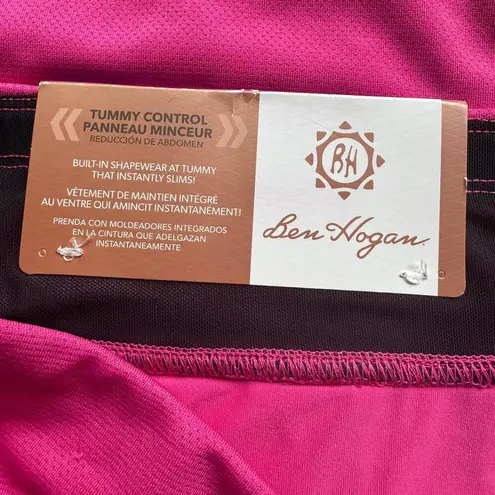 TUMMY CONTROL
PANNEAU MINCEUR
REDUCCIÓN DE ABDOMEN
BUILT-IN SHAPEWEAR AT TUMMY
THAT INSTANTLY SLIMS!
VÊTEMENT DE MAINTIEN INTÉGRÉ
AU VENTRE QUI AMINCIT INSTANTANÉMENT!
PRENDA CON MOLDEADORES INTEGRADOS
EN LA CINTURA QUE ADELGAZAN
INSTANTANEAMENTE
BH
Ben Hogan